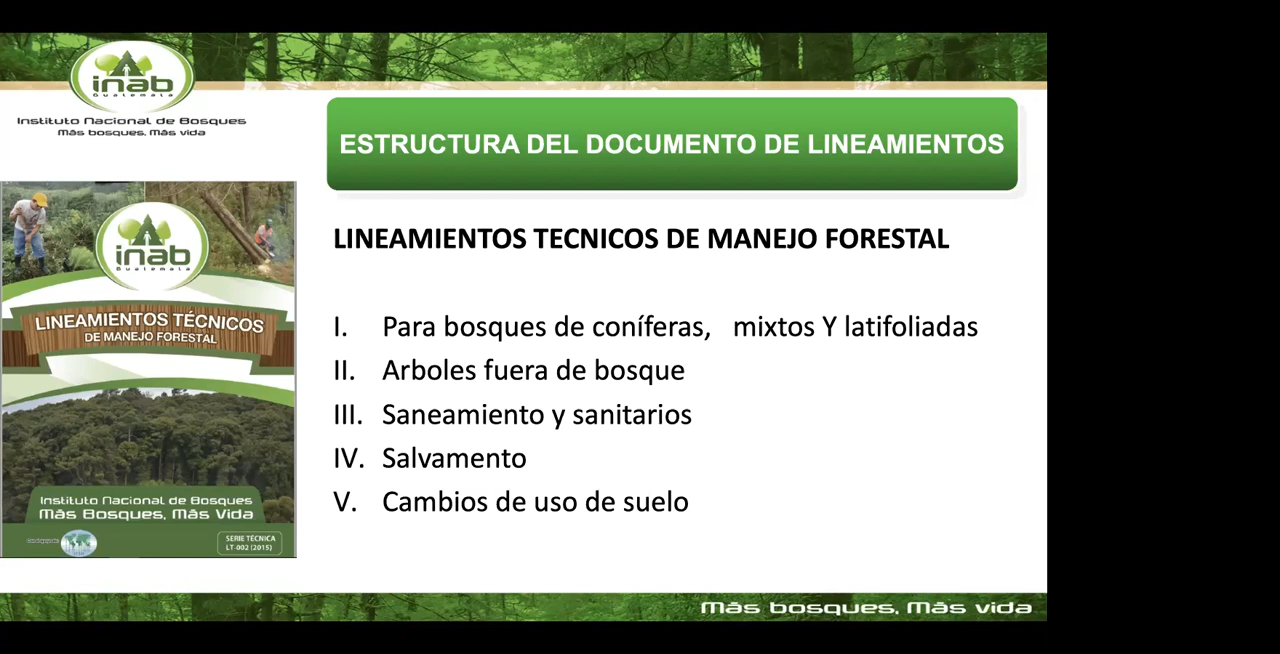 inab
Guatemala
Instituto Nacional de Bosques
Más bosques, Más vida
ESTRUCTURA DEL DOCUMENTO DE LINEAMIENTOS
inab
Guatemala
LINEAMIENTOS TÉCNICOS
DE MANEJO FORESTAL
Instituto Nacional de Bosques
Más Bosques, Más Vida
SERIE TÉCNICA
LT-002 (2015)
LINEAMIENTOS TECNICOS DE MANEJO FORESTAL
I. Para bosques de coníferas, mixtos Y latifoliadas
II. Arboles fuera de bosque
III. Saneamiento y sanitarios
IV. Salvamento
V. Cambios de uso de suelo
Más bosques, Más vida